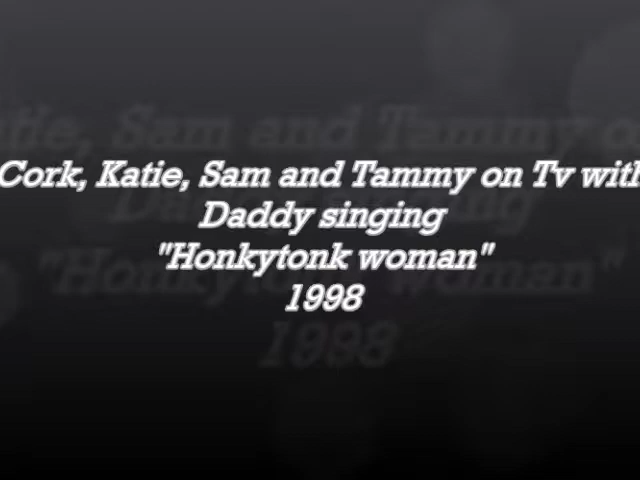 Cork, Katie, Sam and Tammy on Tv with
Daddy singing
"Honkytonk woman"
1998